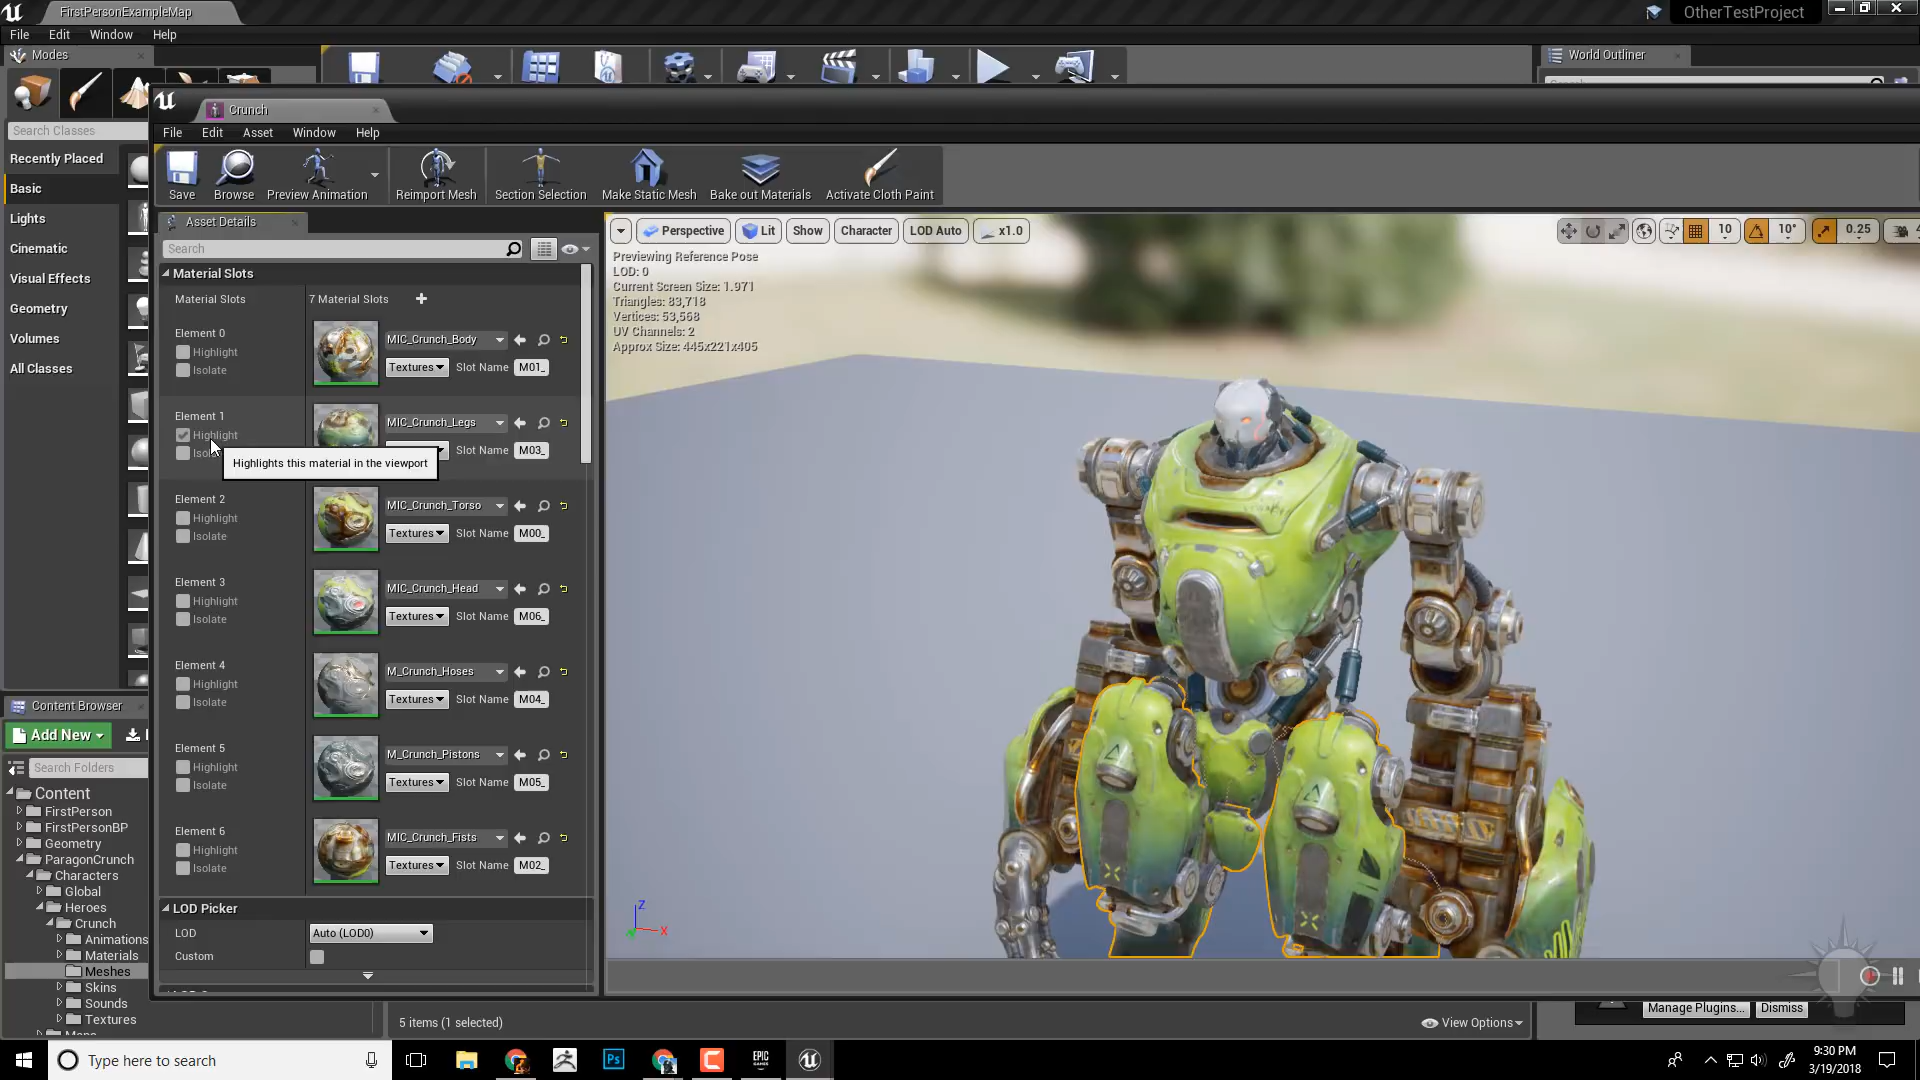 FirstPersonExampleMap
OtherTestProject
File Edit Window Help
Modes
World Outliner
Search Classes
Recently Placed
Basic
Lights
Cinematic
Visual Effects
Geometry
Volumes
All Classes
Crunch
File Edit Asset Window Help
Save Browse Preview Animation Reimport Mesh Section Selection Make Static Mesh Bake out Materials Activate Cloth Paint
Asset Details
Search
Material Slots
Material Slots 7 Material Slots
Element 0
Highlight
Isolate
MIC_Crunch_Body
Textures Slot Name M01_
Element 1
Highlight
MIC_Crunch_Legs
Slot Name M03_
Highlights this material in the viewport
Element 2
Highlight
Isolate
MIC_Crunch_Torso
Textures Slot Name M00_
Element 3
Highlight
Isolate
MIC_Crunch_Head
Textures Slot Name M06_
Element 4
Highlight
Isolate
M_Crunch_Hoses
Textures Slot Name M04_
Element 5
Highlight
Isolate
M_Crunch_Pistons
Textures Slot Name M05_
Element 6
Highlight
Isolate
MIC_Crunch_Fists
Textures Slot Name M02_
LOD Picker
LOD Auto (LOD0)
Custom
Perspective Lit Show Character LOD Auto x1.0
10 10° 0.25
Previewing Reference Pose
LOD: 0
Current Screen Size: 1.971
Triangles: 83,718
Vertices: 53,568
UV Channels: 2
Approx Size: 445x221x405
Z
X
Content Browser
Add New
Search Folders
Content
FirstPerson
FirstPersonBP
Geometry
ParagonCrunch
Characters
Global
Heroes
Crunch
Animations
Materials
Meshes
Skins
Sounds
Textures
5 items (1 selected)
View Options
Manage Plugins... Dismiss
Type here to search
Ps
EPIC GAMES
9:30 PM
3/19/2018